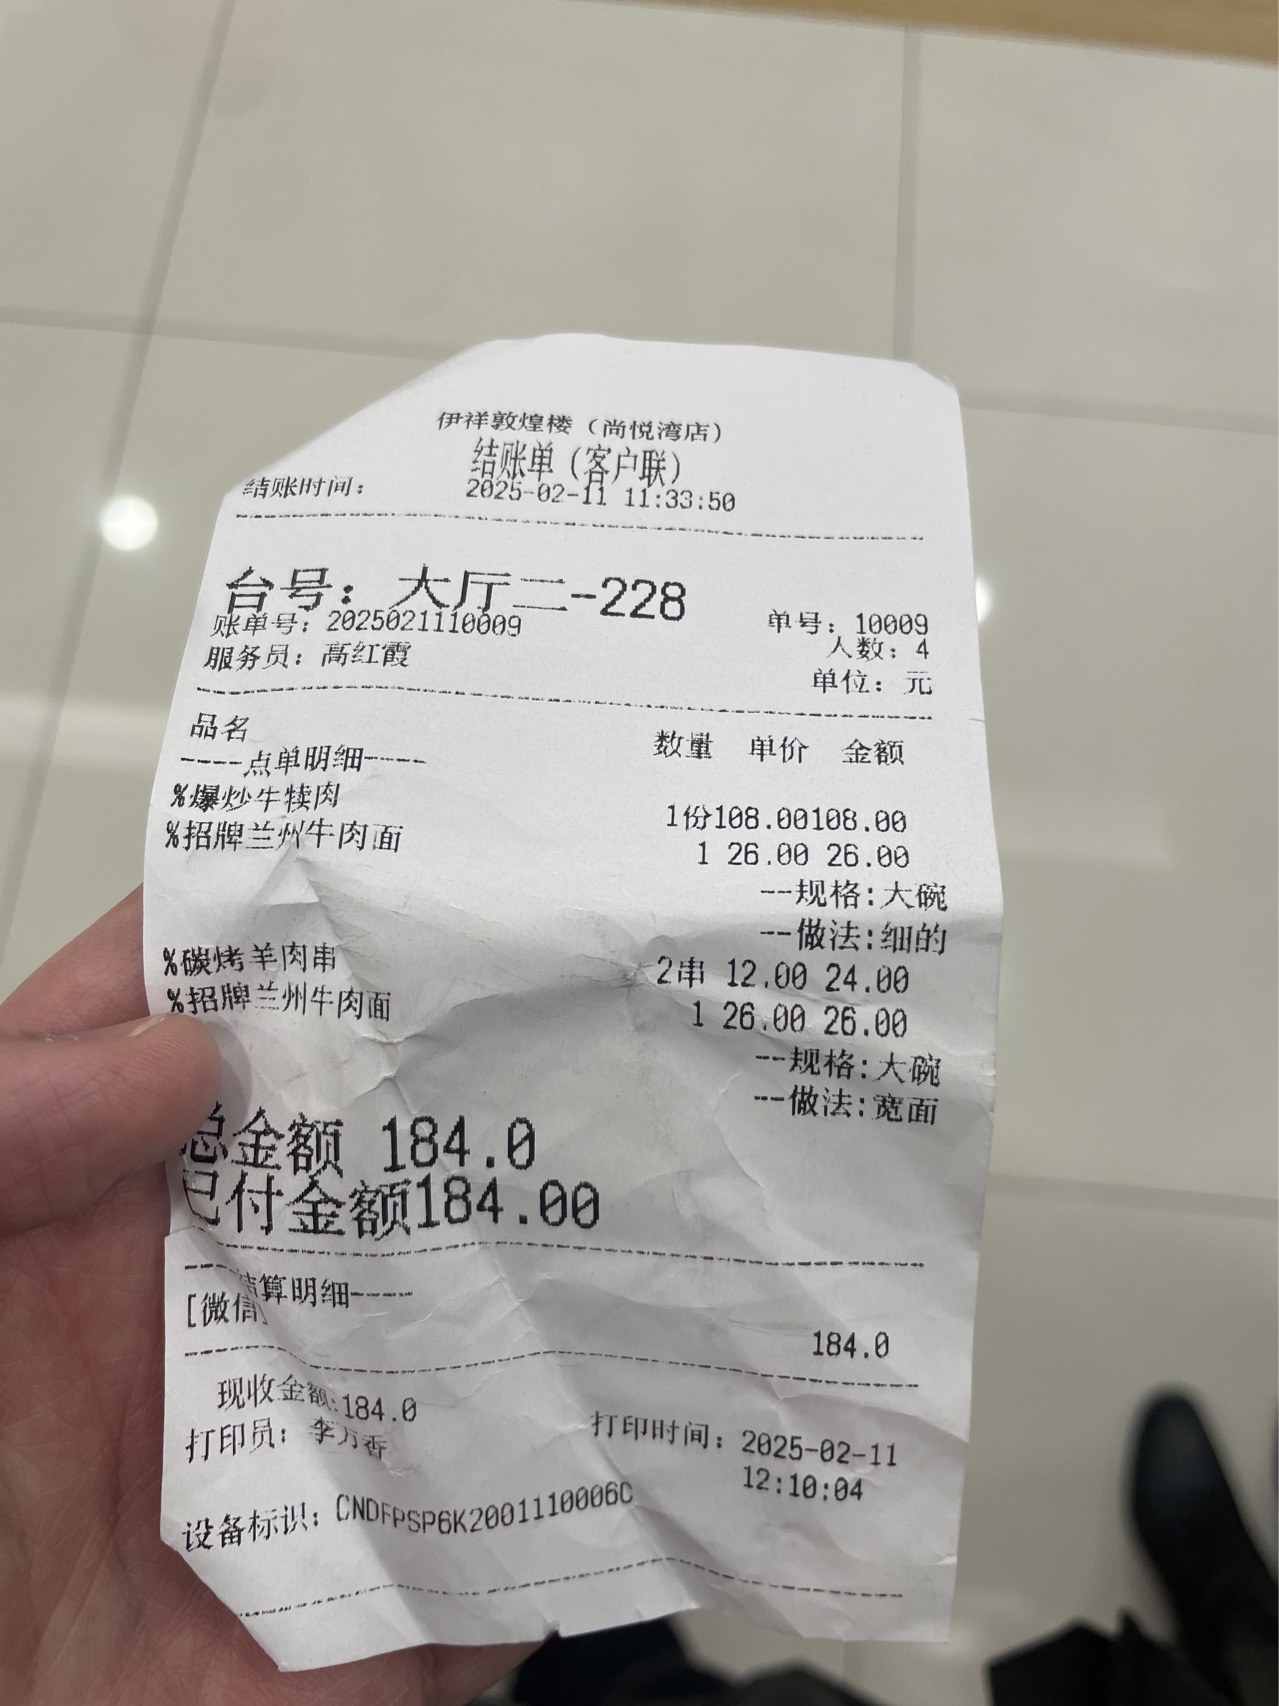 伊祥敦煌楼（尚悦湾店）
结账单（客户联）
结账时间： 2025-02-11 11:33:50
台号：大厅二-228
账单号：2025021110009 单号：10009
服务员：高红霞 人数：4
单位：元
品名 数量 单价 金额
----点单明细----
%爆炒牛犊肉 1份108.00108.00
%招牌兰州牛肉面 1 26.00 26.00
--规格:大碗
--做法:细的
%碳烤羊肉串 2串 12.00 24.00
%招牌兰州牛肉面 1 26.00 26.00
--规格:大碗
--做法:宽面
总金额 184.0
已付金额184.00
----结算明细----
[微信] 184.0
现收金额:184.0
打印员：李万香 打印时间：2025-02-11
12:10:04
设备标识：CNDFPSP6K2001110006C